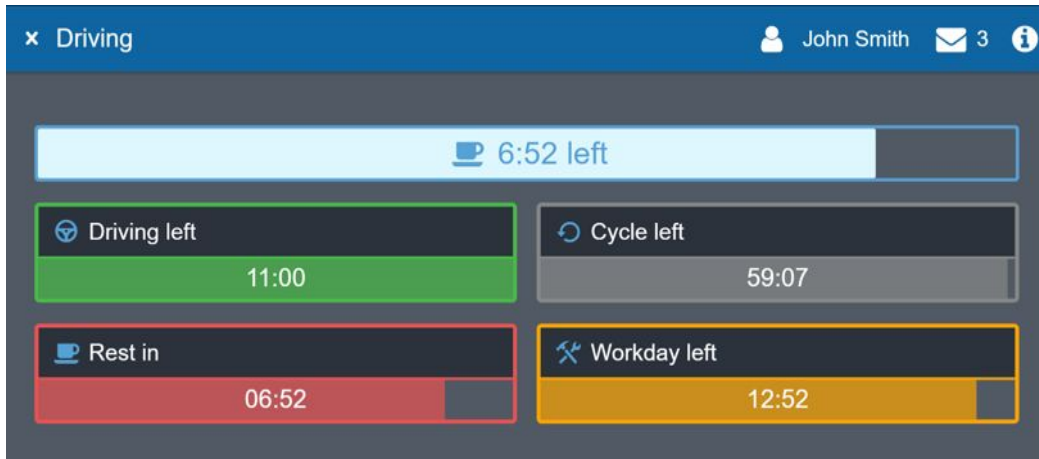 × Driving John Smith 3
6:52 left
Driving left
11:00
Cycle left
59:07
Rest in
06:52
Workday left
12:52